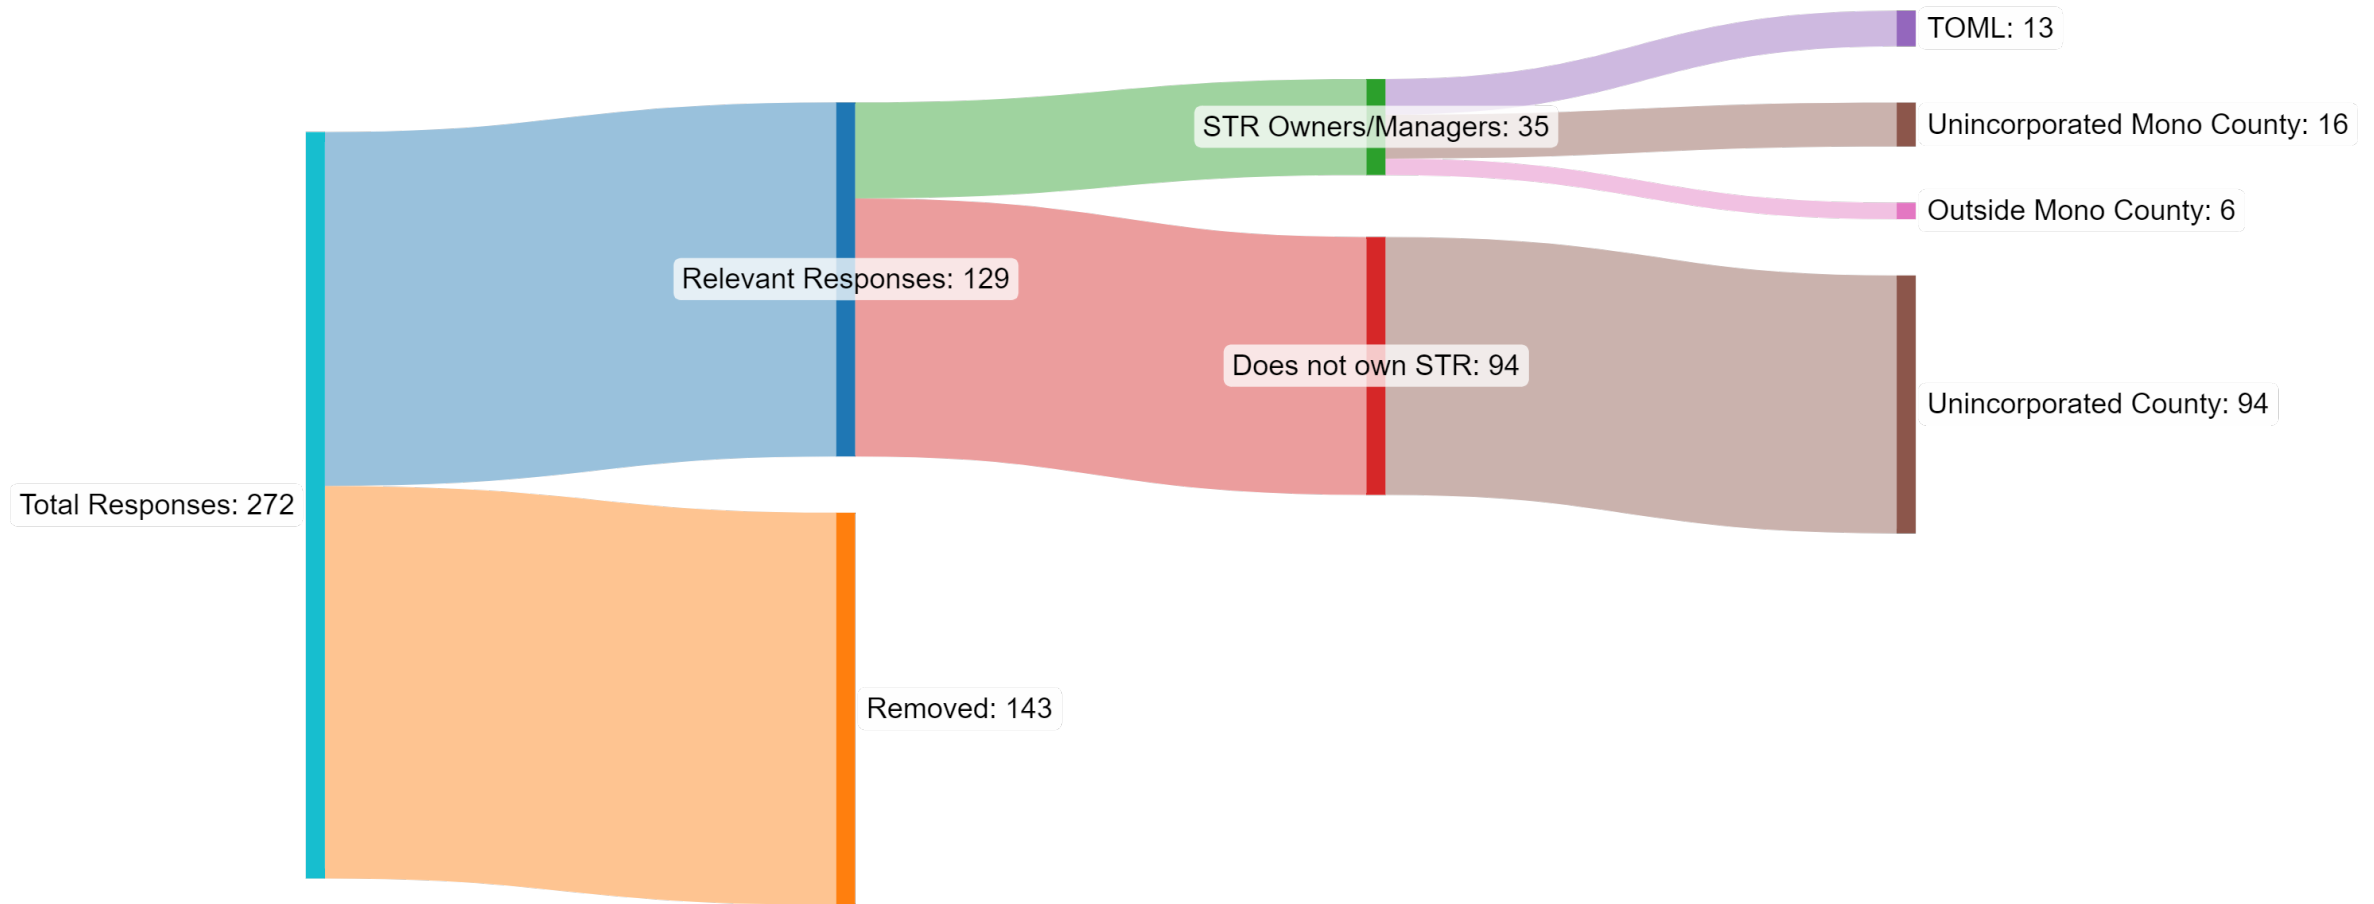 TOML: 13
STR Owners/Managers: 35
Unincorporated Mono County: 16
Outside Mono County: 6
Relevant Responses: 129
Does not own STR: 94
Unincorporated County: 94
Total Responses: 272
Removed: 143